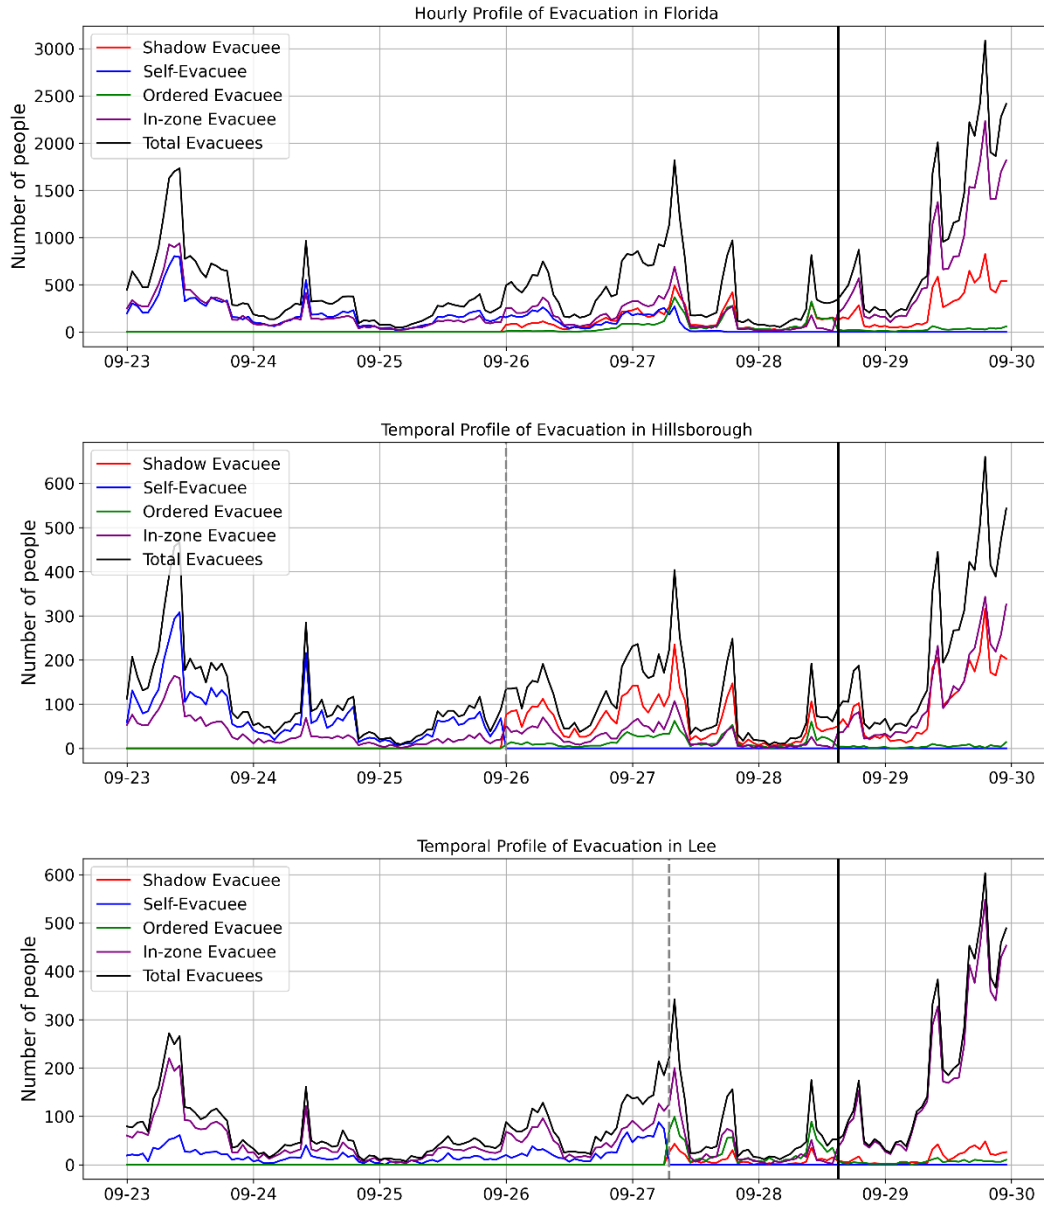 Hourly Profile of Evacuation in Florida
Number of people
3000
2500
2000
1500
1000
500
0
Shadow Evacuee
Self-Evacuee
Ordered Evacuee
In-zone Evacuee
Total Evacuees
09-23 09-24 09-25 09-26 09-27 09-28 09-29 09-30
Temporal Profile of Evacuation in Hillsborough
Number of people
600
500
400
300
200
100
0
Shadow Evacuee
Self-Evacuee
Ordered Evacuee
In-zone Evacuee
Total Evacuees
09-23 09-24 09-25 09-26 09-27 09-28 09-29 09-30
Temporal Profile of Evacuation in Lee
Number of people
600
500
400
300
200
100
0
Shadow Evacuee
Self-Evacuee
Ordered Evacuee
In-zone Evacuee
Total Evacuees
09-23 09-24 09-25 09-26 09-27 09-28 09-29 09-30